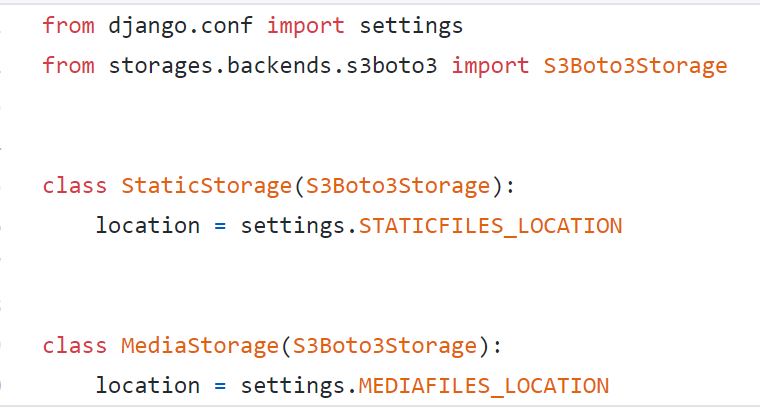 from django.conf import settings
from storages.backends.s3boto3 import S3Boto3Storage
class StaticStorage(S3Boto3Storage):
    location = settings.STATICFILES_LOCATION
class MediaStorage(S3Boto3Storage):
    location = settings.MEDIAFILES_LOCATION